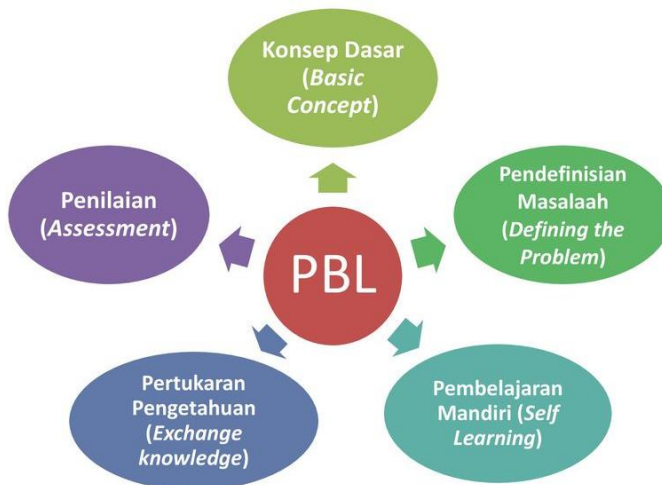 Konsep Dasar
(Basic
Concept)
Pendefinisian
Masalaah
(Defining the
Problem)
Pembelajaran
Mandiri (Self
Learning)
Pertukaran
Pengetahuan
(Exchange
knowledge)
Penilaian
(Assessment)
PBL